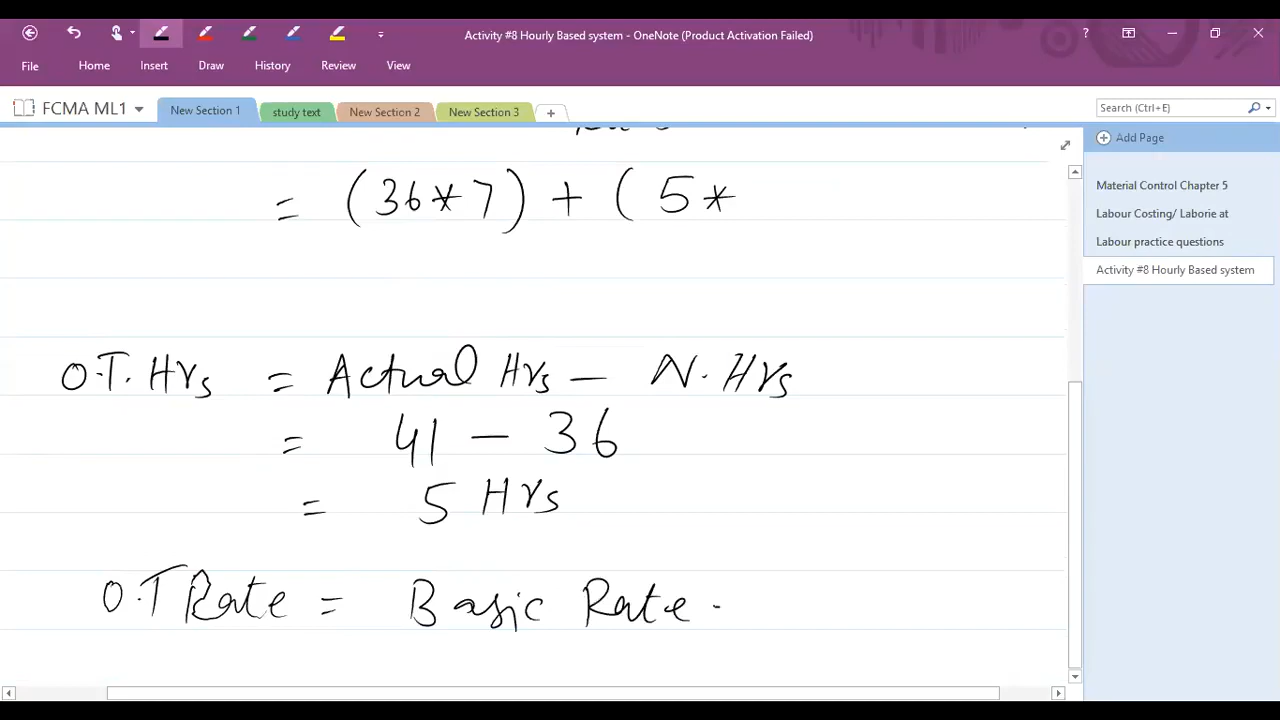 Activity #8 Hourly Based system - OneNote (Product Activation Failed)
?
File Home Insert Draw History Review View
FCMA ML1 New Section 1 study text New Section 2 New Section 3 +
Search (Ctrl+E)
Add Page
Material Control Chapter 5
Labour Costing/ Laborie at
Labour practice questions
Activity #8 Hourly Based system
= (36*7) + ( 5*
O.T. Hrs = Actual Hrs - N. Hrs
= 41 - 36
= 5 Hrs
O.T Rate = Basic Rate